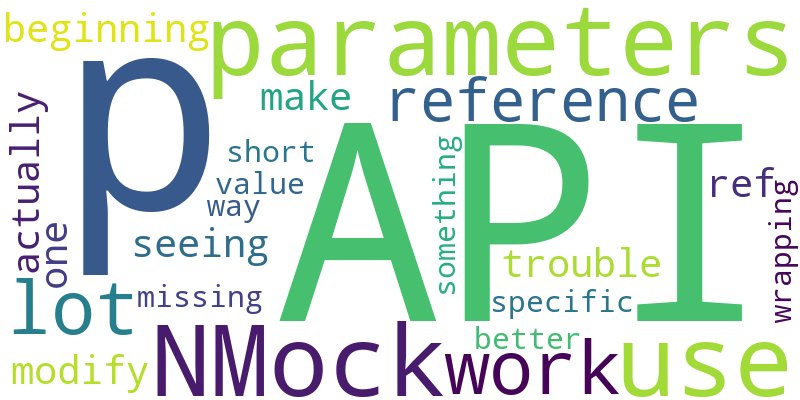 beginning
parameters
p
make
reference
actually
short
API
something
value
ref
way
wrapping
one
seeing
trouble
lot
missing
specific
NMock
better
work
use
modify